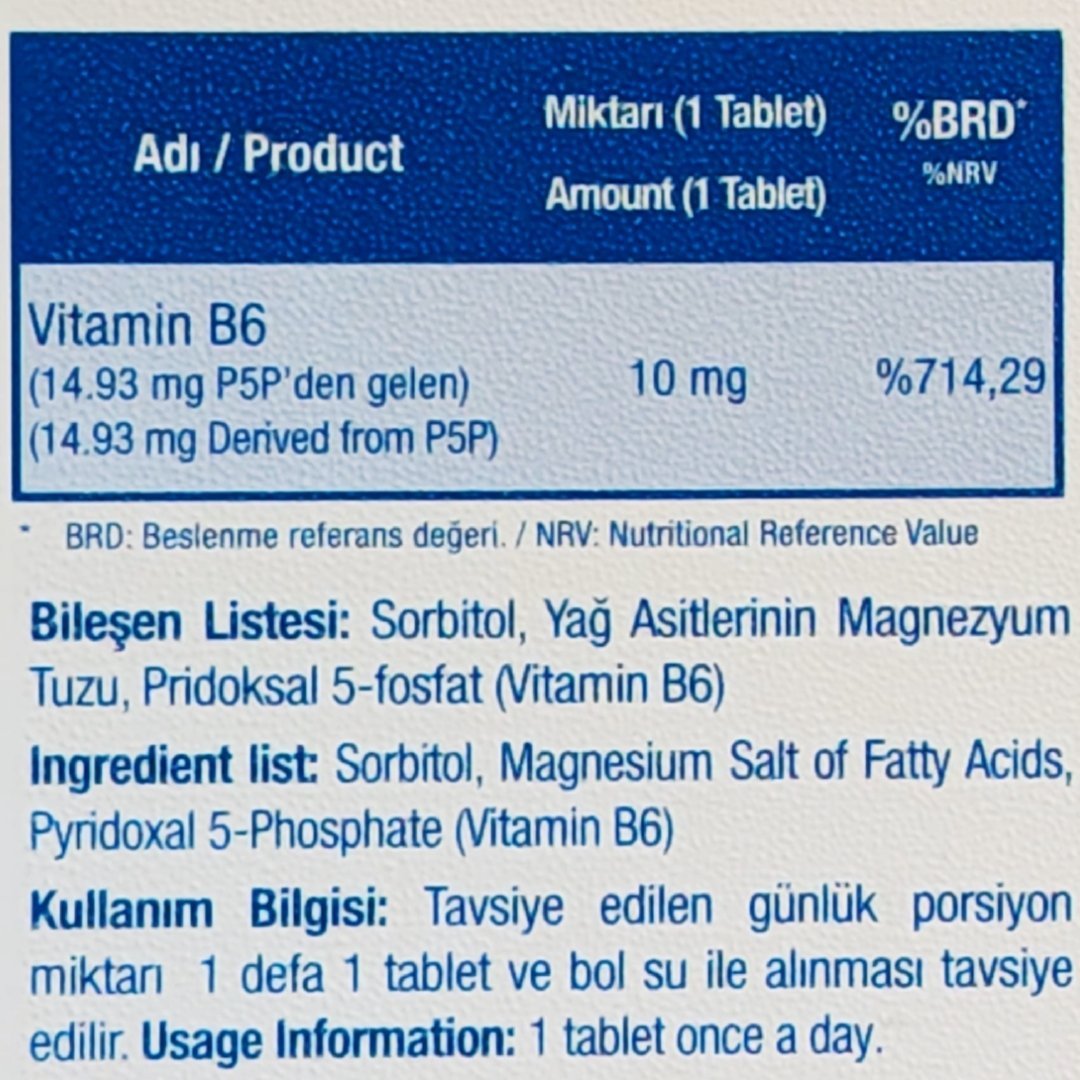 Adı / Product
Miktarı (1 Tablet)
Amount (1 Tablet)
%BRD*
%NRV
Vitamin B6
(14.93 mg P5P'den gelen)
(14.93 mg Derived from P5P)
10 mg
%714,29
* BRD: Beslenme referans değeri. / NRV: Nutritional Reference Value
Bileşen Listesi: Sorbitol, Yağ Asitlerinin Magnezyum
Tuzu, Pridoksal 5-fosfat (Vitamin B6)
Ingredient list: Sorbitol, Magnesium Salt of Fatty Acids,
Pyridoxal 5-Phosphate (Vitamin B6)
Kullanım Bilgisi: Tavsiye edilen günlük porsiyon
miktarı 1 defa 1 tablet ve bol su ile alınması tavsiye
edilir. Usage Information: 1 tablet once a day.